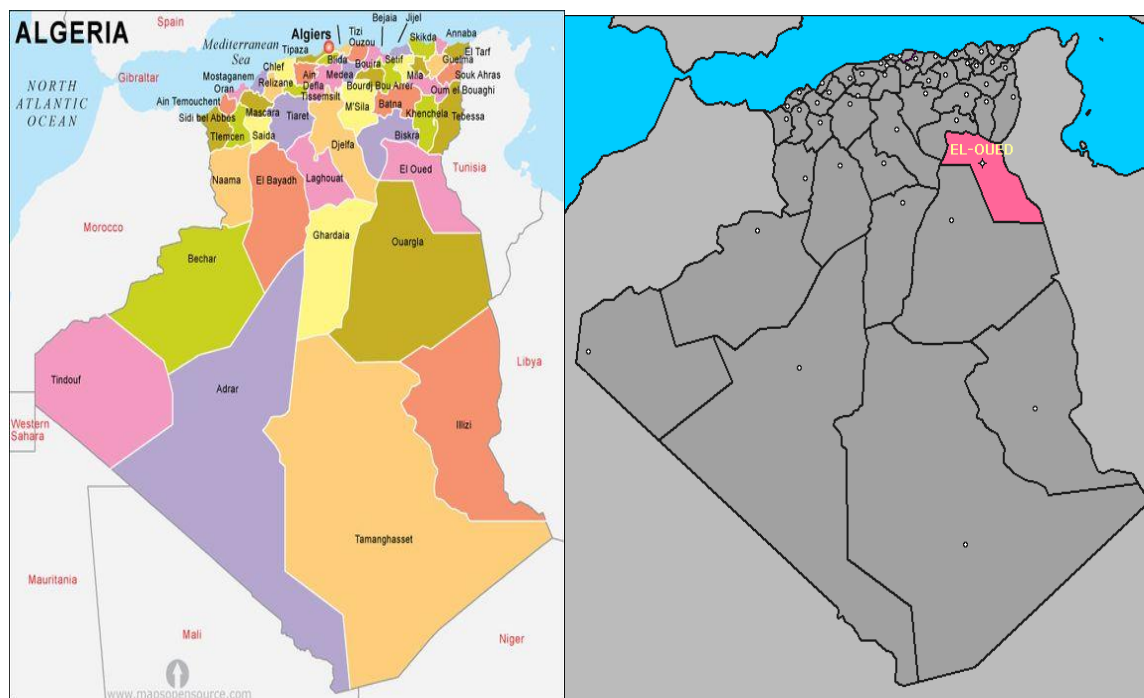 ALGERIA
Spain
Mediterranean
Sea
NORTH
ATLANTIC
OCEAN
Gibraltar
Algiers
Tipaza
Tizi
Ouzou
Bejaia
Jijel
Skikda
Annaba
El Tarf
Guelma
Souk Ahras
Blida
Bouira
Setif
Mila
Chlef
Ain
Defla
Medea
Bourdj Bou Arrer
Oum el Bouaghi
Mostaganem
Relizane
Tissemsilt
Oran
Ain Temouchent
Mascara
Tiaret
M'Sila
Batna
Khenchela
Tebessa
Sidi bel Abbes
Tlemcen
Saida
Djelfa
Biskra
Naama
El Bayadh
Laghouat
El Oued
Tunisia
Morocco
Bechar
Ghardaia
Ouargla
Libya
Tindouf
Adrar
Illizi
Western
Sahara
Tamanghasset
Mauritania
Mali
Niger
www.mapsopensource.com
EL-OUED